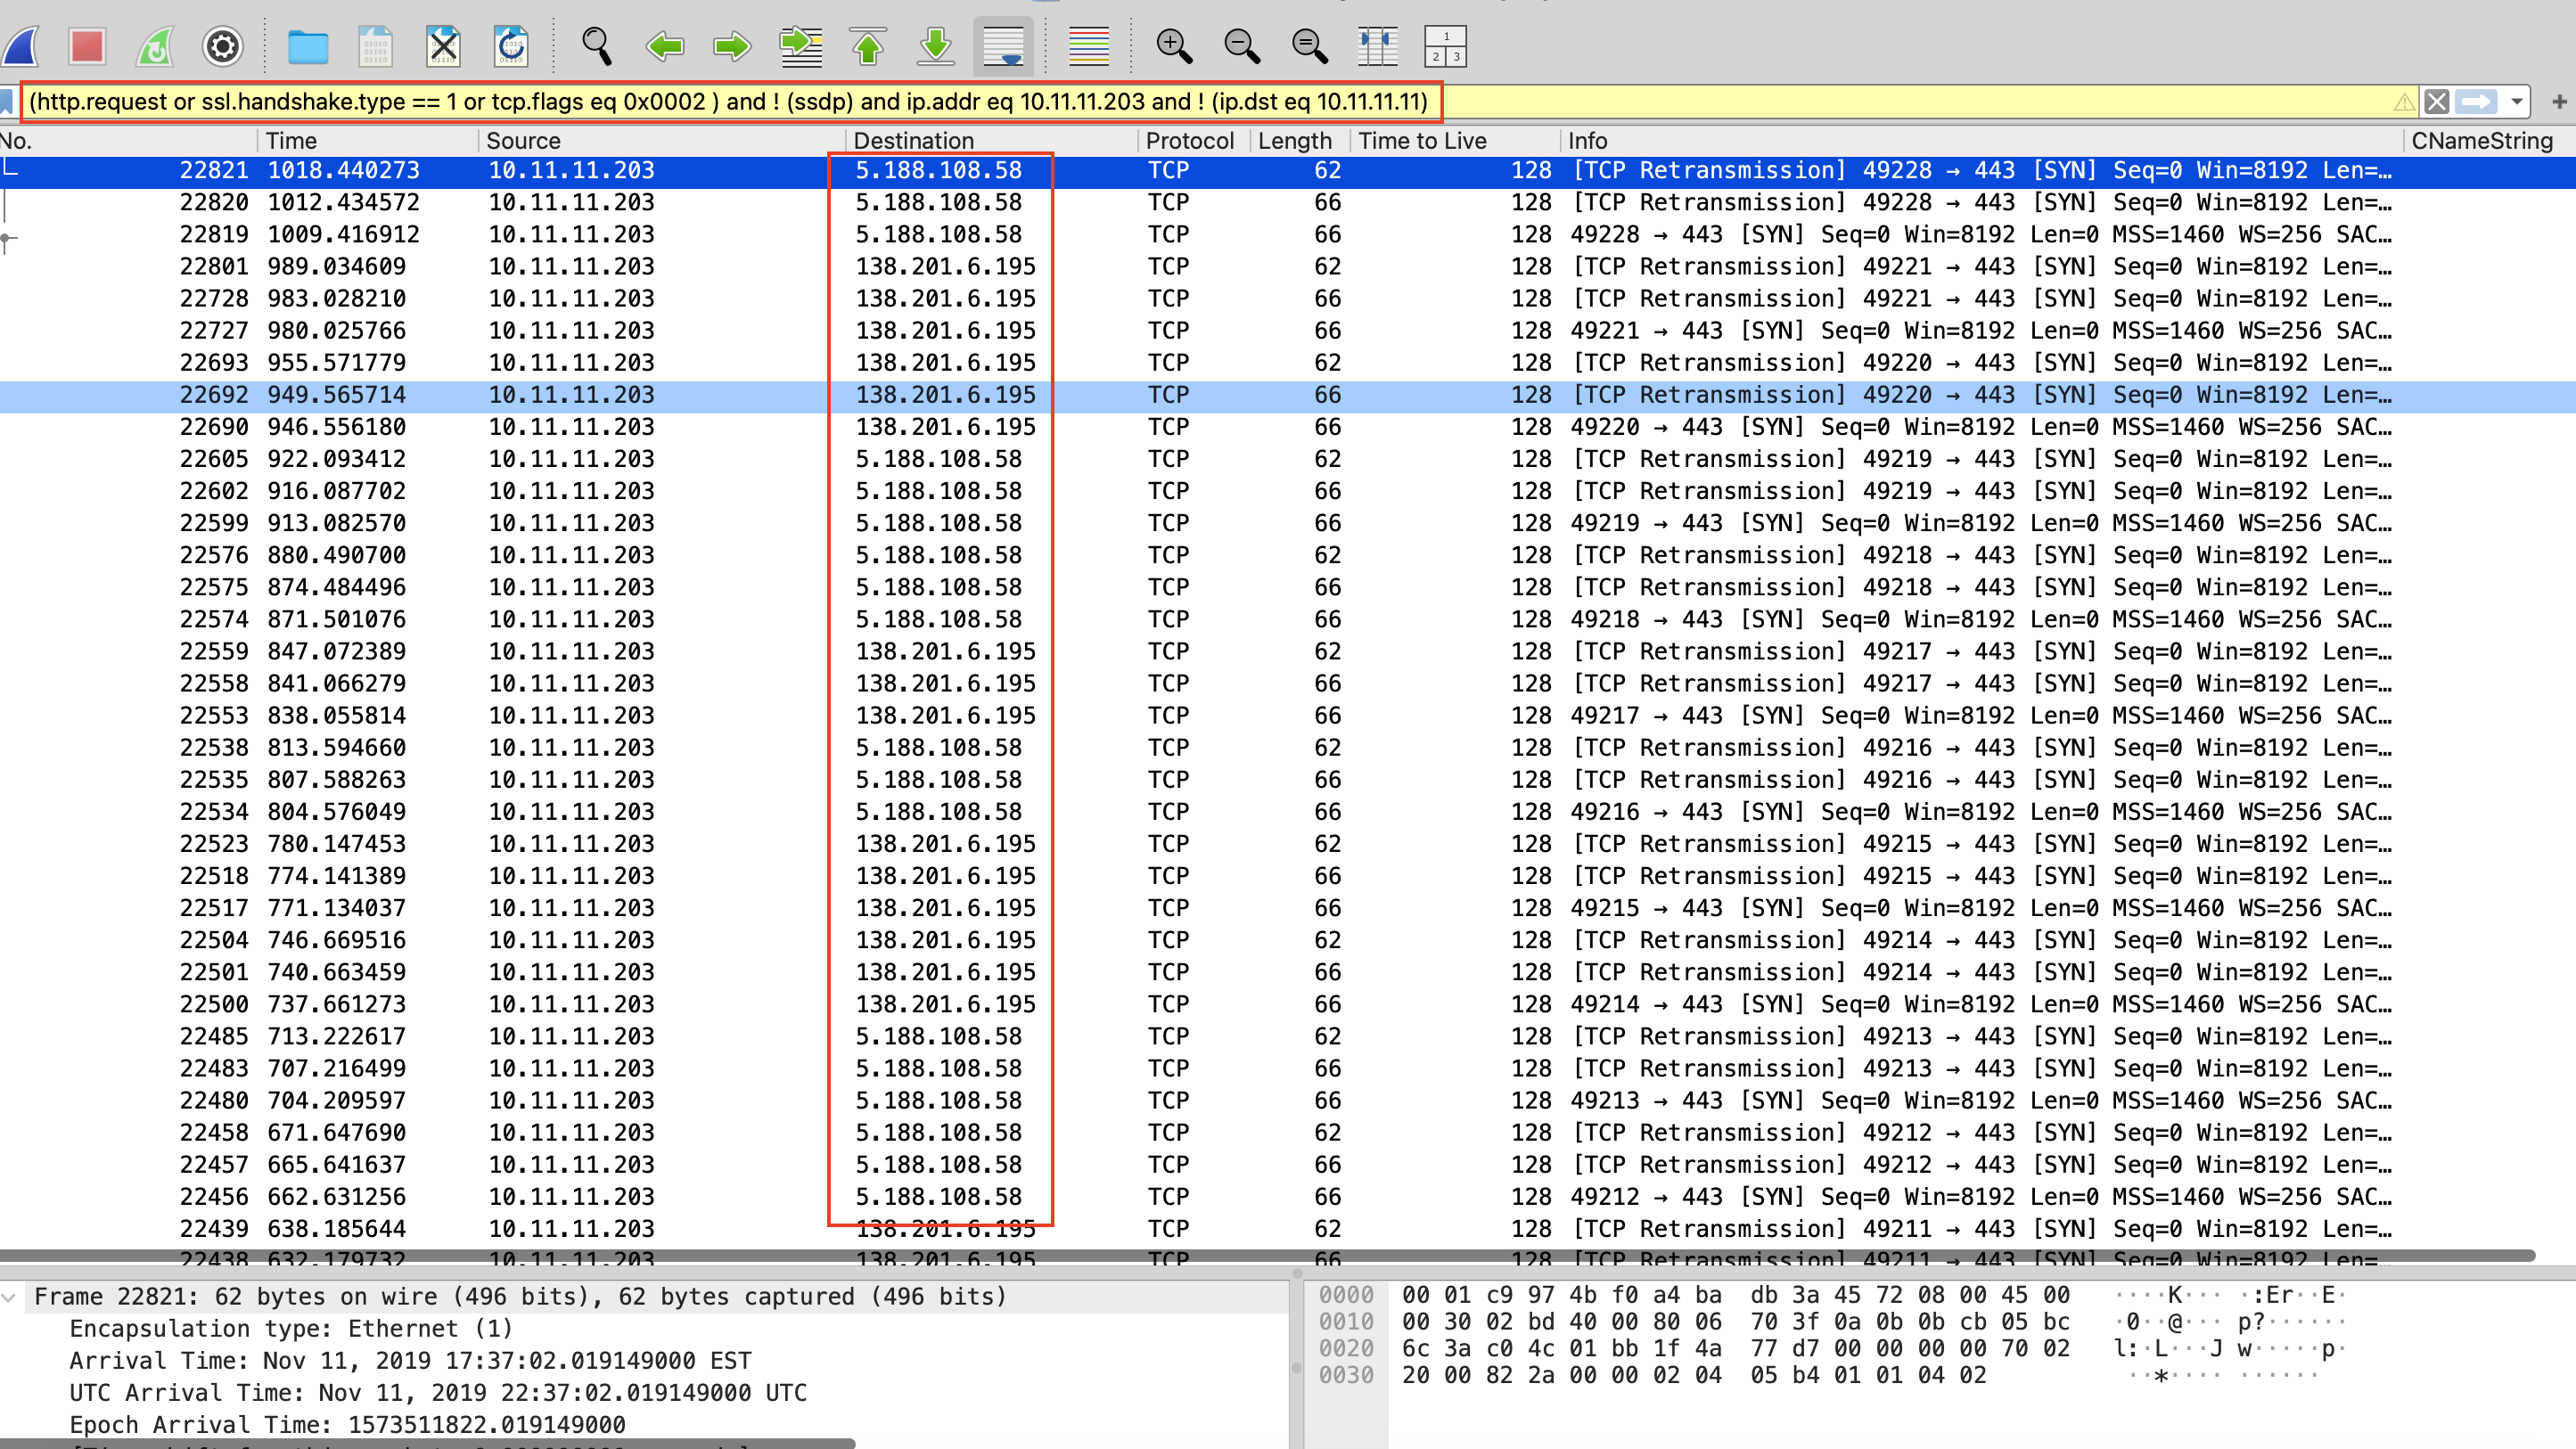 1
2 3
(http.request or ssl.handshake.type == 1 or tcp.flags eq 0x0002 ) and ! (ssdp) and ip.addr eq 10.11.11.203 and ! (ip.dst eq 10.11.11.11)
No. Time Source Destination Protocol Length Time to Live Info CNameString
22821 1018.440273 10.11.11.203 5.188.108.58 TCP 62 128 [TCP Retransmission] 49228 → 443 [SYN] Seq=0 Win=8192 Len=…
22820 1012.434572 10.11.11.203 5.188.108.58 TCP 66 128 [TCP Retransmission] 49228 → 443 [SYN] Seq=0 Win=8192 Len=…
22819 1009.416912 10.11.11.203 5.188.108.58 TCP 66 128 49228 → 443 [SYN] Seq=0 Win=8192 Len=0 MSS=1460 WS=256 SAC…
22801 989.034609 10.11.11.203 138.201.6.195 TCP 62 128 [TCP Retransmission] 49221 → 443 [SYN] Seq=0 Win=8192 Len=…
22728 983.028210 10.11.11.203 138.201.6.195 TCP 66 128 [TCP Retransmission] 49221 → 443 [SYN] Seq=0 Win=8192 Len=…
22727 980.025766 10.11.11.203 138.201.6.195 TCP 66 128 49221 → 443 [SYN] Seq=0 Win=8192 Len=0 MSS=1460 WS=256 SAC…
22693 955.571779 10.11.11.203 138.201.6.195 TCP 62 128 [TCP Retransmission] 49220 → 443 [SYN] Seq=0 Win=8192 Len=…
22692 949.565714 10.11.11.203 138.201.6.195 TCP 66 128 [TCP Retransmission] 49220 → 443 [SYN] Seq=0 Win=8192 Len=…
22690 946.556180 10.11.11.203 138.201.6.195 TCP 66 128 49220 → 443 [SYN] Seq=0 Win=8192 Len=0 MSS=1460 WS=256 SAC…
22605 922.093412 10.11.11.203 5.188.108.58 TCP 62 128 [TCP Retransmission] 49219 → 443 [SYN] Seq=0 Win=8192 Len=…
22602 916.087702 10.11.11.203 5.188.108.58 TCP 66 128 [TCP Retransmission] 49219 → 443 [SYN] Seq=0 Win=8192 Len=…
22599 913.082570 10.11.11.203 5.188.108.58 TCP 66 128 49219 → 443 [SYN] Seq=0 Win=8192 Len=0 MSS=1460 WS=256 SAC…
22576 880.490700 10.11.11.203 5.188.108.58 TCP 62 128 [TCP Retransmission] 49218 → 443 [SYN] Seq=0 Win=8192 Len=…
22575 874.484496 10.11.11.203 5.188.108.58 TCP 66 128 [TCP Retransmission] 49218 → 443 [SYN] Seq=0 Win=8192 Len=…
22574 871.501076 10.11.11.203 5.188.108.58 TCP 66 128 49218 → 443 [SYN] Seq=0 Win=8192 Len=0 MSS=1460 WS=256 SAC…
22559 847.072389 10.11.11.203 138.201.6.195 TCP 62 128 [TCP Retransmission] 49217 → 443 [SYN] Seq=0 Win=8192 Len=…
22558 841.066279 10.11.11.203 138.201.6.195 TCP 66 128 [TCP Retransmission] 49217 → 443 [SYN] Seq=0 Win=8192 Len=…
22553 838.055814 10.11.11.203 138.201.6.195 TCP 66 128 49217 → 443 [SYN] Seq=0 Win=8192 Len=0 MSS=1460 WS=256 SAC…
22538 813.594660 10.11.11.203 5.188.108.58 TCP 62 128 [TCP Retransmission] 49216 → 443 [SYN] Seq=0 Win=8192 Len=…
22535 807.588263 10.11.11.203 5.188.108.58 TCP 66 128 [TCP Retransmission] 49216 → 443 [SYN] Seq=0 Win=8192 Len=…
22534 804.576049 10.11.11.203 5.188.108.58 TCP 66 128 49216 → 443 [SYN] Seq=0 Win=8192 Len=0 MSS=1460 WS=256 SAC…
22523 780.147453 10.11.11.203 138.201.6.195 TCP 62 128 [TCP Retransmission] 49215 → 443 [SYN] Seq=0 Win=8192 Len=…
22518 774.141389 10.11.11.203 138.201.6.195 TCP 66 128 [TCP Retransmission] 49215 → 443 [SYN] Seq=0 Win=8192 Len=…
22517 771.134037 10.11.11.203 138.201.6.195 TCP 66 128 49215 → 443 [SYN] Seq=0 Win=8192 Len=0 MSS=1460 WS=256 SAC…
22504 746.669516 10.11.11.203 138.201.6.195 TCP 62 128 [TCP Retransmission] 49214 → 443 [SYN] Seq=0 Win=8192 Len=…
22501 740.663459 10.11.11.203 138.201.6.195 TCP 66 128 [TCP Retransmission] 49214 → 443 [SYN] Seq=0 Win=8192 Len=…
22500 737.661273 10.11.11.203 138.201.6.195 TCP 66 128 49214 → 443 [SYN] Seq=0 Win=8192 Len=0 MSS=1460 WS=256 SAC…
22485 713.222617 10.11.11.203 5.188.108.58 TCP 62 128 [TCP Retransmission] 49213 → 443 [SYN] Seq=0 Win=8192 Len=…
22483 707.216499 10.11.11.203 5.188.108.58 TCP 66 128 [TCP Retransmission] 49213 → 443 [SYN] Seq=0 Win=8192 Len=…
22480 704.209597 10.11.11.203 5.188.108.58 TCP 66 128 49213 → 443 [SYN] Seq=0 Win=8192 Len=0 MSS=1460 WS=256 SAC…
22458 671.647690 10.11.11.203 5.188.108.58 TCP 62 128 [TCP Retransmission] 49212 → 443 [SYN] Seq=0 Win=8192 Len=…
22457 665.641637 10.11.11.203 5.188.108.58 TCP 66 128 [TCP Retransmission] 49212 → 443 [SYN] Seq=0 Win=8192 Len=…
22456 662.631256 10.11.11.203 5.188.108.58 TCP 66 128 49212 → 443 [SYN] Seq=0 Win=8192 Len=0 MSS=1460 WS=256 SAC…
22439 638.185644 10.11.11.203 138.201.6.195 TCP 62 128 [TCP Retransmission] 49211 → 443 [SYN] Seq=0 Win=8192 Len=…
22438 632.179732 10.11.11.203 138.201.6.195 TCP 66 128 [TCP Retransmission] 49211 → 443 [SYN] Seq=0 Win=8192 Len=…
Frame 22821: 62 bytes on wire (496 bits), 62 bytes captured (496 bits)
Encapsulation type: Ethernet (1)
Arrival Time: Nov 11, 2019 17:37:02.019149000 EST
UTC Arrival Time: Nov 11, 2019 22:37:02.019149000 UTC
Epoch Arrival Time: 1573511822.019149000
0000 00 01 c9 97 4b f0 a4 ba db 3a 45 72 08 00 45 00 ····K··· ·:Er··E·
0010 00 30 02 bd 40 00 80 06 70 3f 0a 0b 0b cb 05 bc ·0··@··· p?······
0020 6c 3a c0 4c 01 bb 1f 4a 77 d7 00 00 00 00 70 02 l:·L···J w·····p·
0030 20 00 82 2a 00 00 02 04 05 b4 01 01 04 02 ··*···· ······